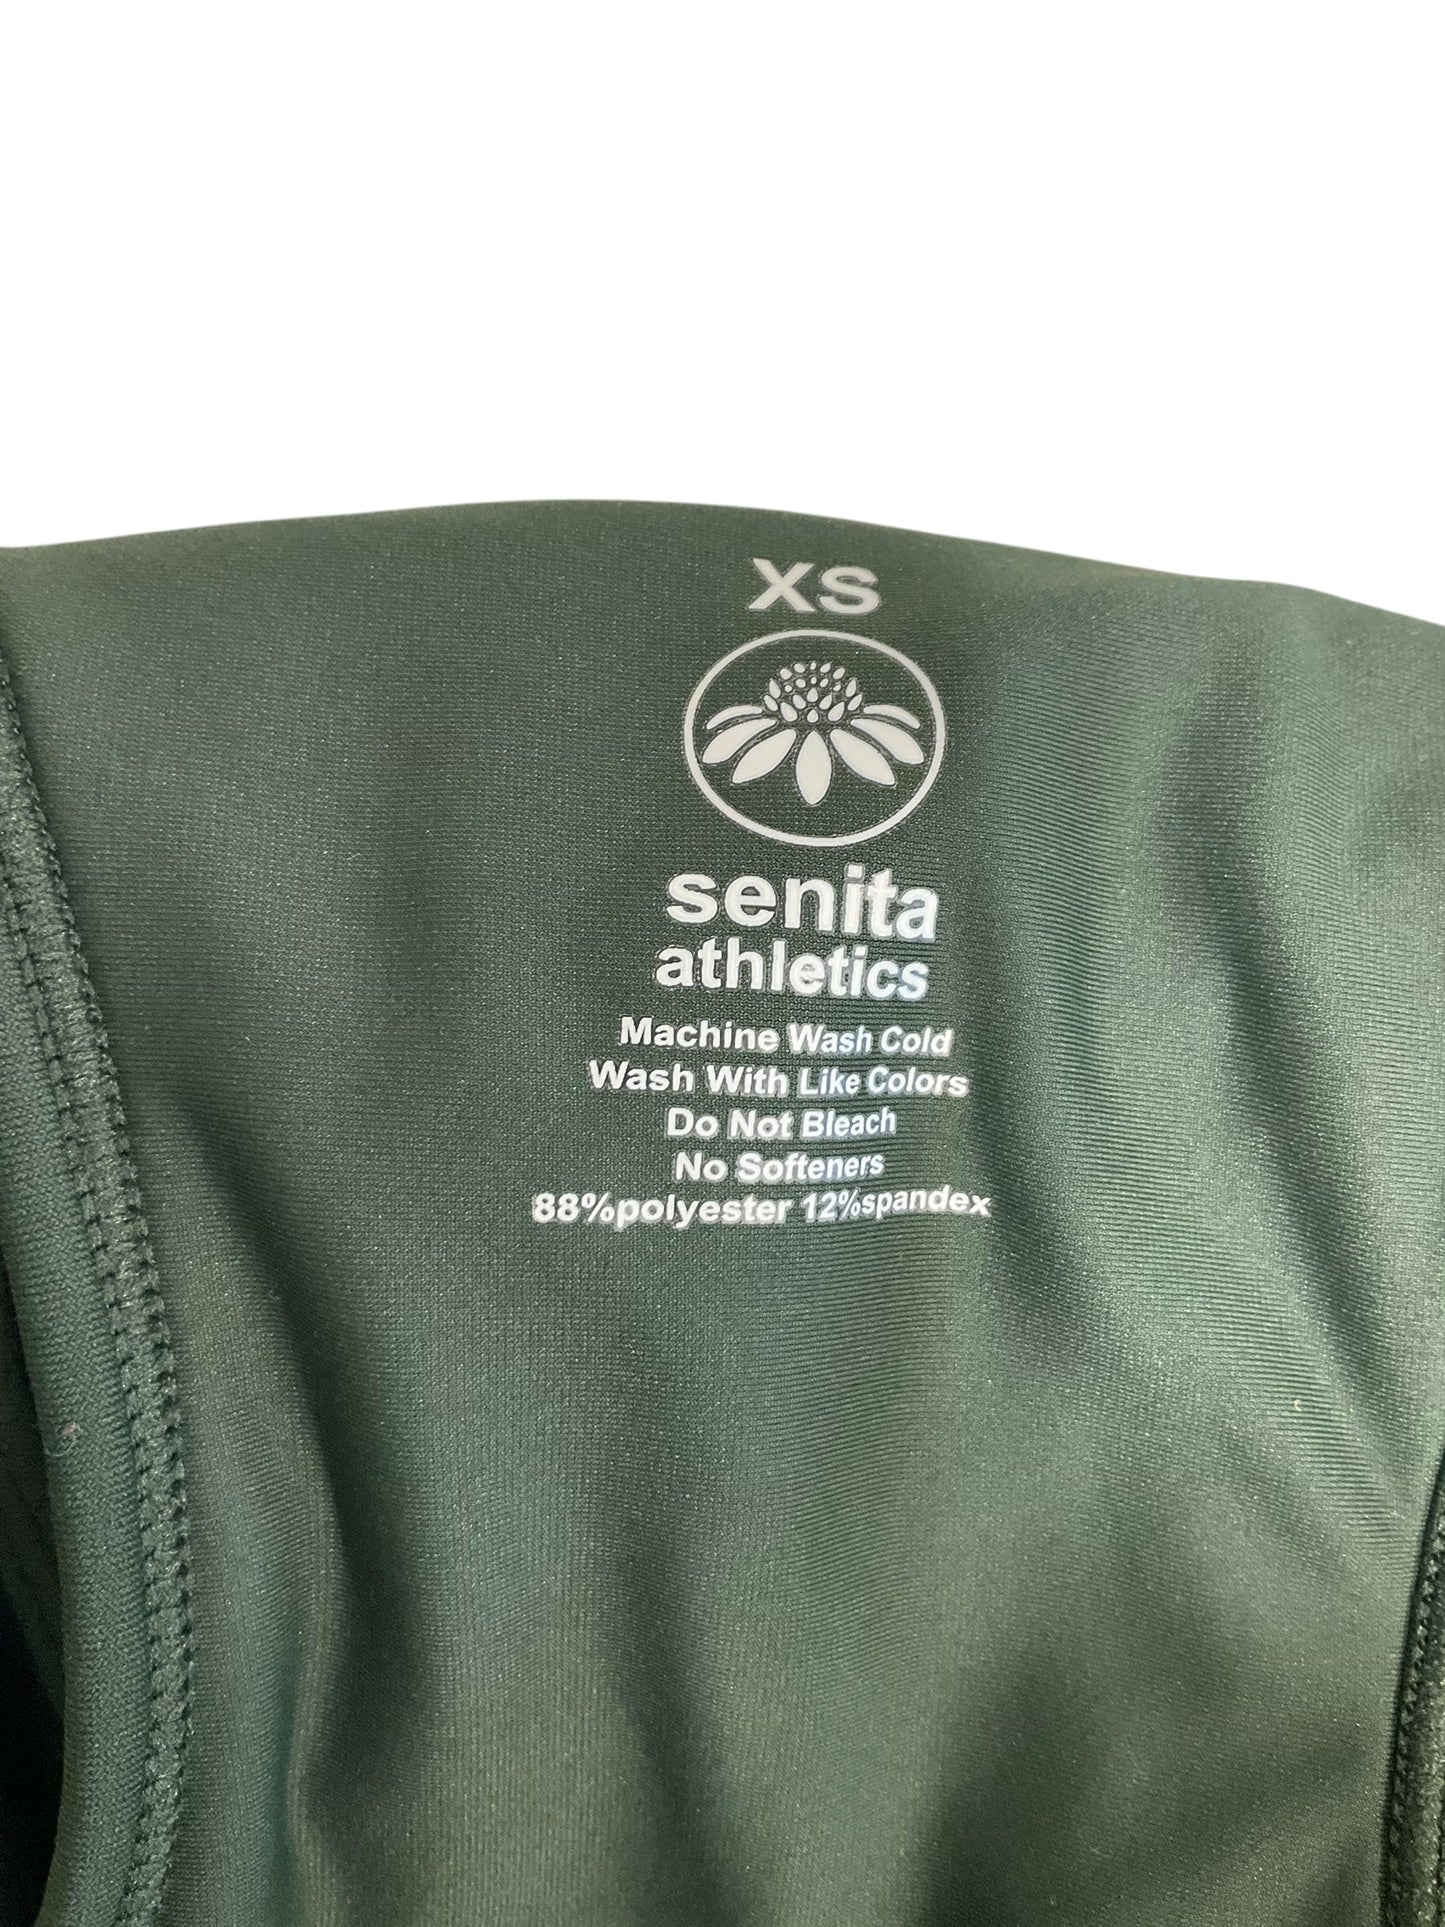 XS
senita
athletics
Machine Wash Cold
Wash With Like Colors
Do Not Bleach
No Softeners
88%polyester 12%spandex